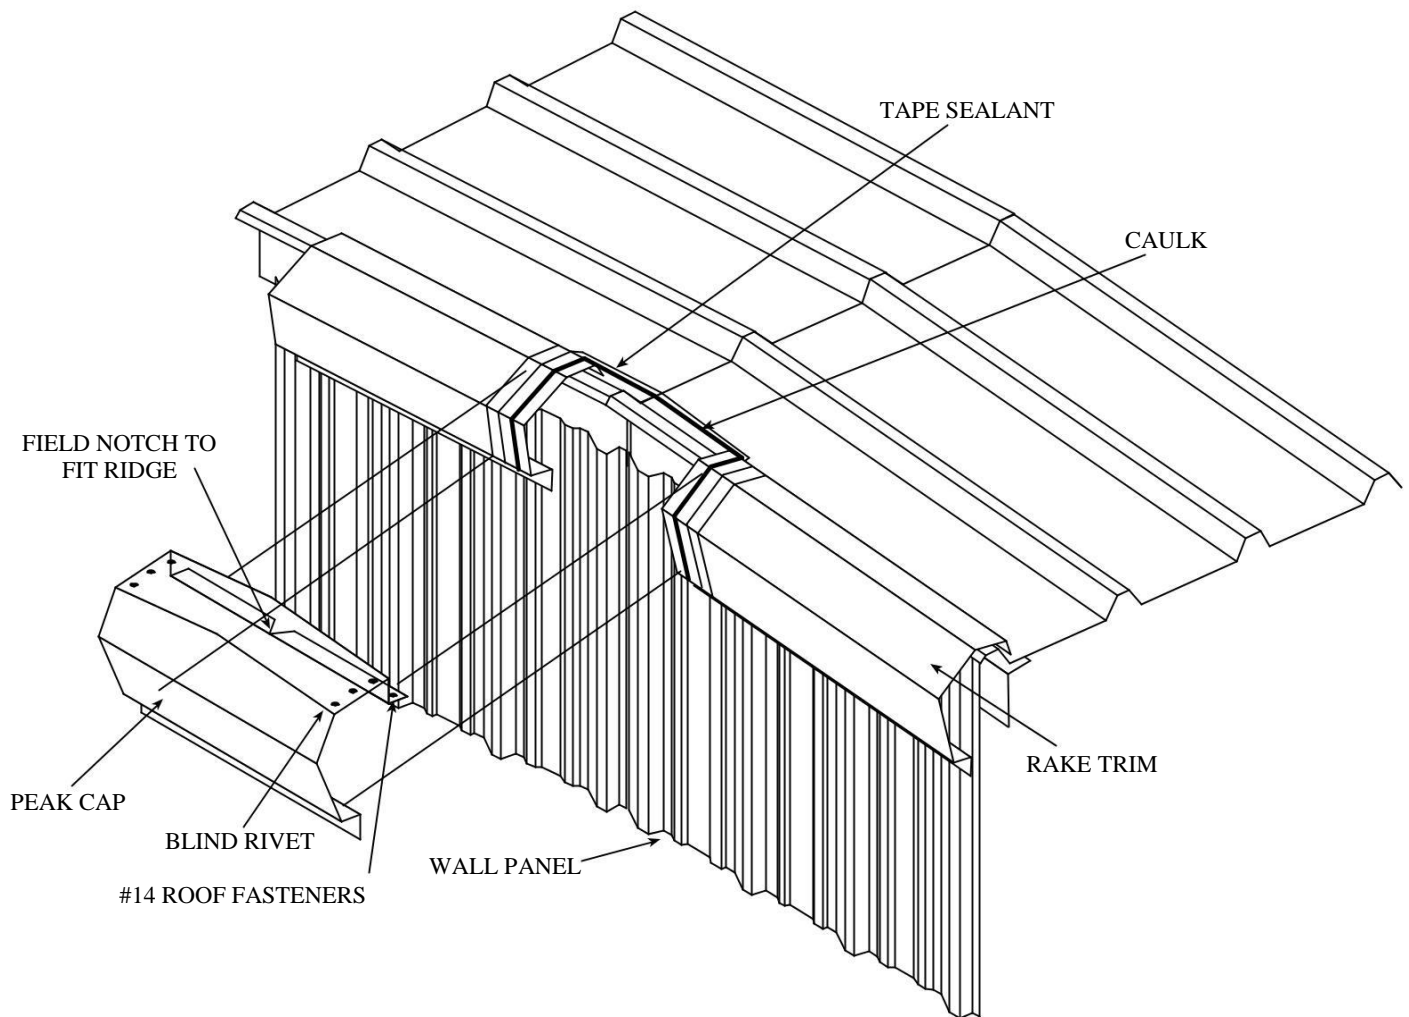 TAPE SEALANT
CAULK
FIELD NOTCH TO
FIT RIDGE
RAKE TRIM
PEAK CAP
BLIND RIVET
WALL PANEL
#14 ROOF FASTENERS